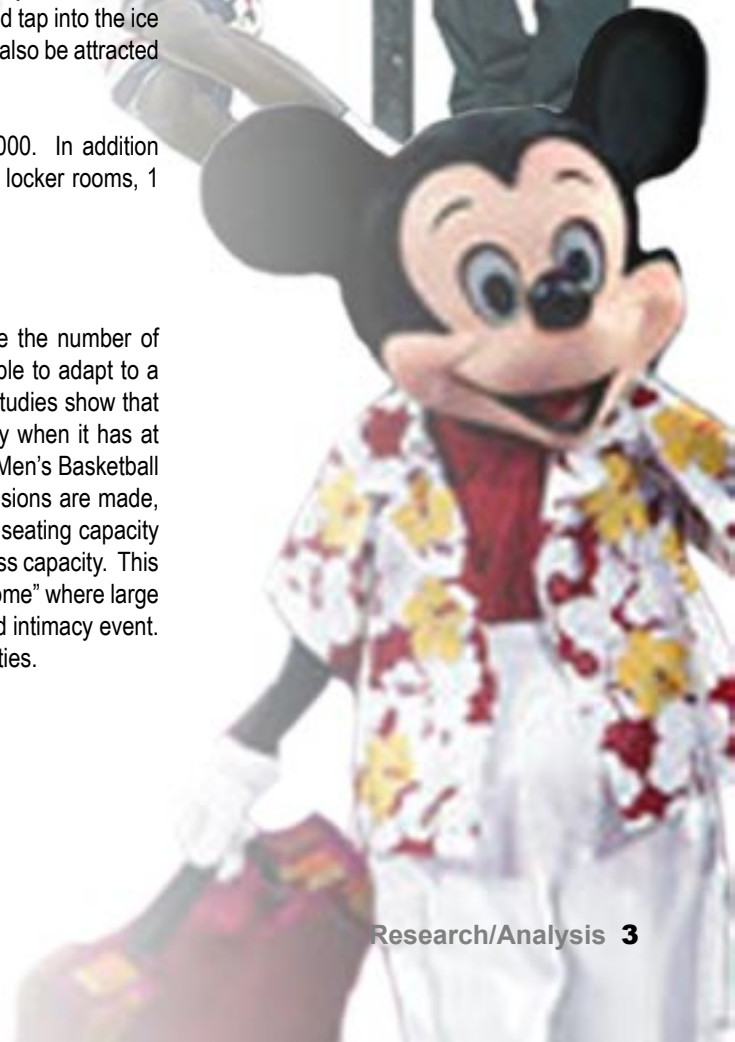 d tap into the ice
also be attracted
000. In addition
locker rooms, 1
e the number of
ble to adapt to a
tudies show that
y when it has at
Men's Basketball
sions are made,
seating capacity
ss capacity. This
ome” where large
d intimacy event.
ties.
Research/Analysis 3